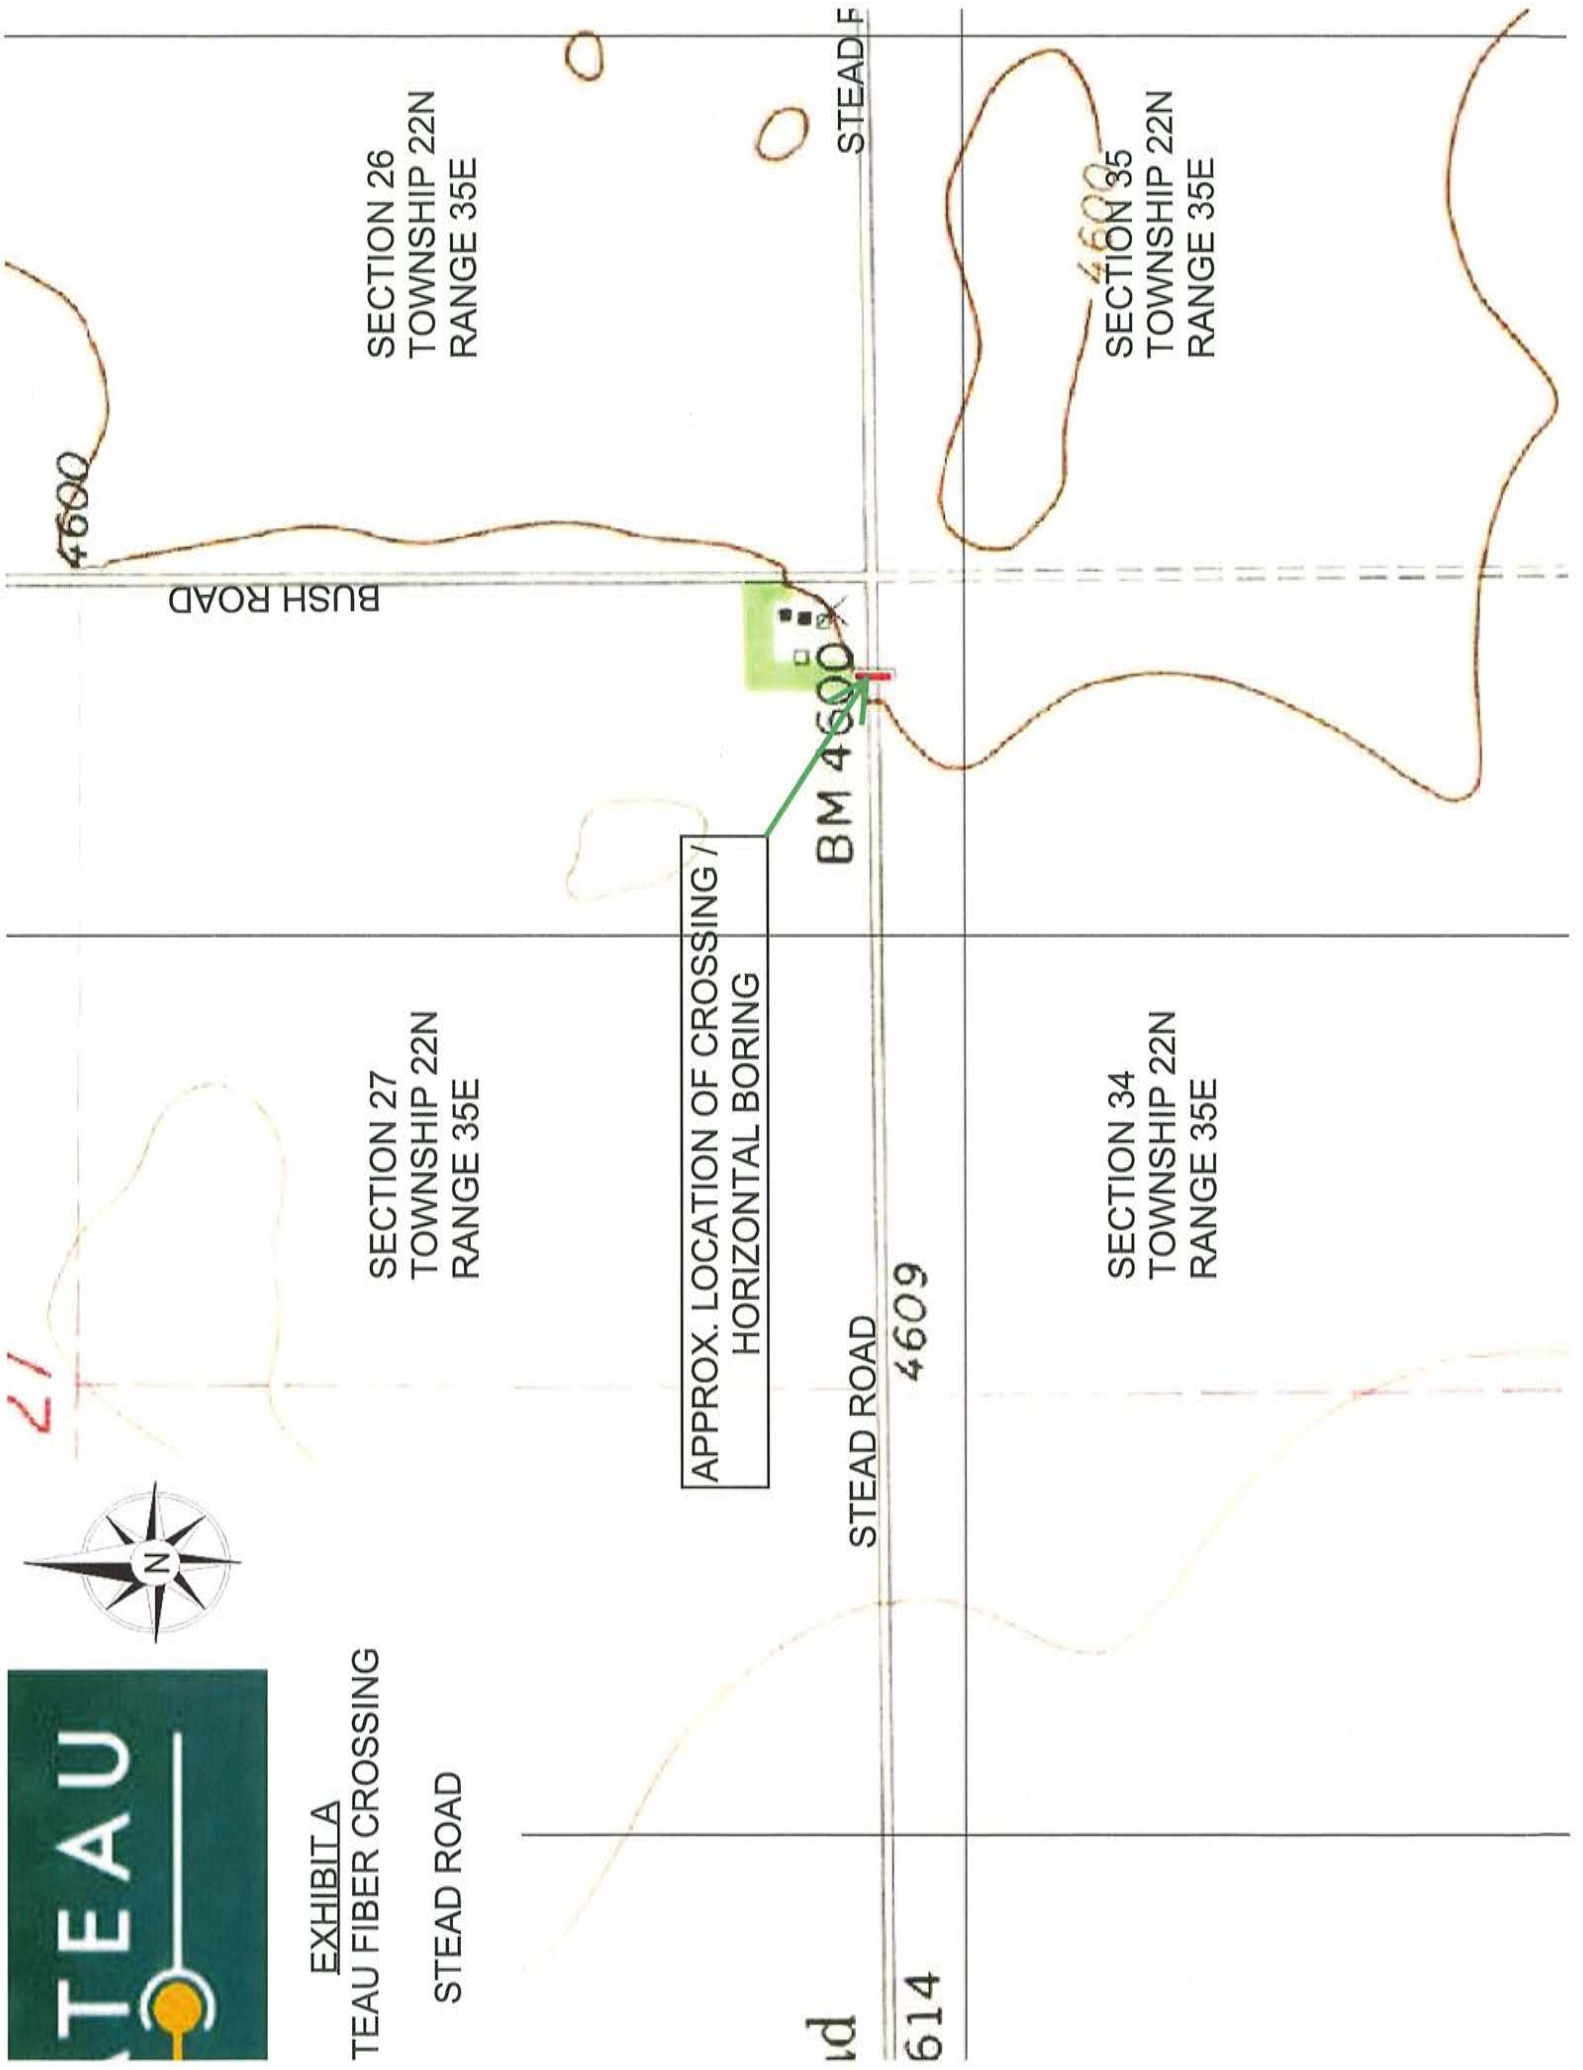 TEAU
EXHIBIT A
TEAU FIBER CROSSING
STEAD ROAD
N
27
SECTION 27
TOWNSHIP 22N
RANGE 35E
4600
BUSH ROAD
SECTION 26
TOWNSHIP 22N
RANGE 35E
APPROX. LOCATION OF CROSSING /
HORIZONTAL BORING
BM 4600
STEAD ROAD
STEAD
614
4609
SECTION 34
TOWNSHIP 22N
RANGE 35E
4600
SECTION 35
TOWNSHIP 22N
RANGE 35E